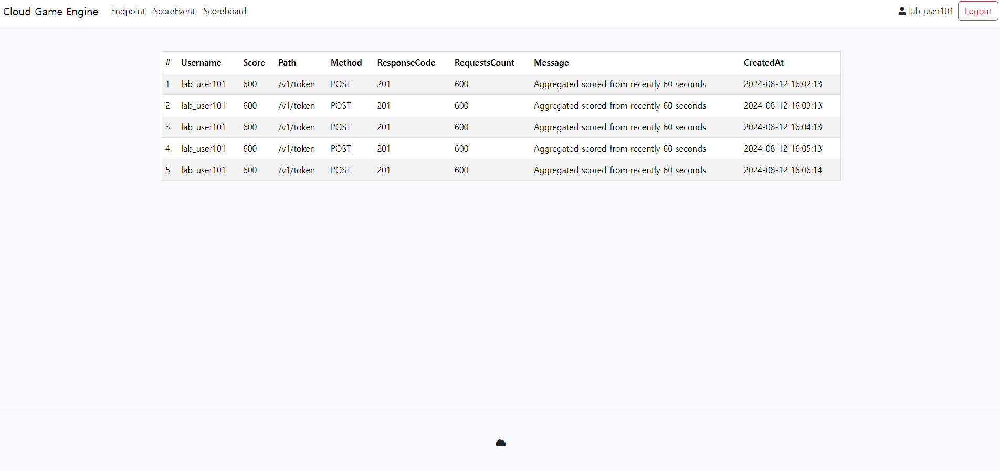 Cloud Game Engine Endpoint ScoreEvent Scoreboard lab_user101 Logout
# Username Score Path Method ResponseCode RequestsCount Message CreatedAt
1 lab_user101 600 /v1/token POST 201 600 Aggregated scored from recently 60 seconds 2024-08-12 16:02:13
2 lab_user101 600 /v1/token POST 201 600 Aggregated scored from recently 60 seconds 2024-08-12 16:03:13
3 lab_user101 600 /v1/token POST 201 600 Aggregated scored from recently 60 seconds 2024-08-12 16:04:13
4 lab_user101 600 /v1/token POST 201 600 Aggregated scored from recently 60 seconds 2024-08-12 16:05:13
5 lab_user101 600 /v1/token POST 201 600 Aggregated scored from recently 60 seconds 2024-08-12 16:06:14